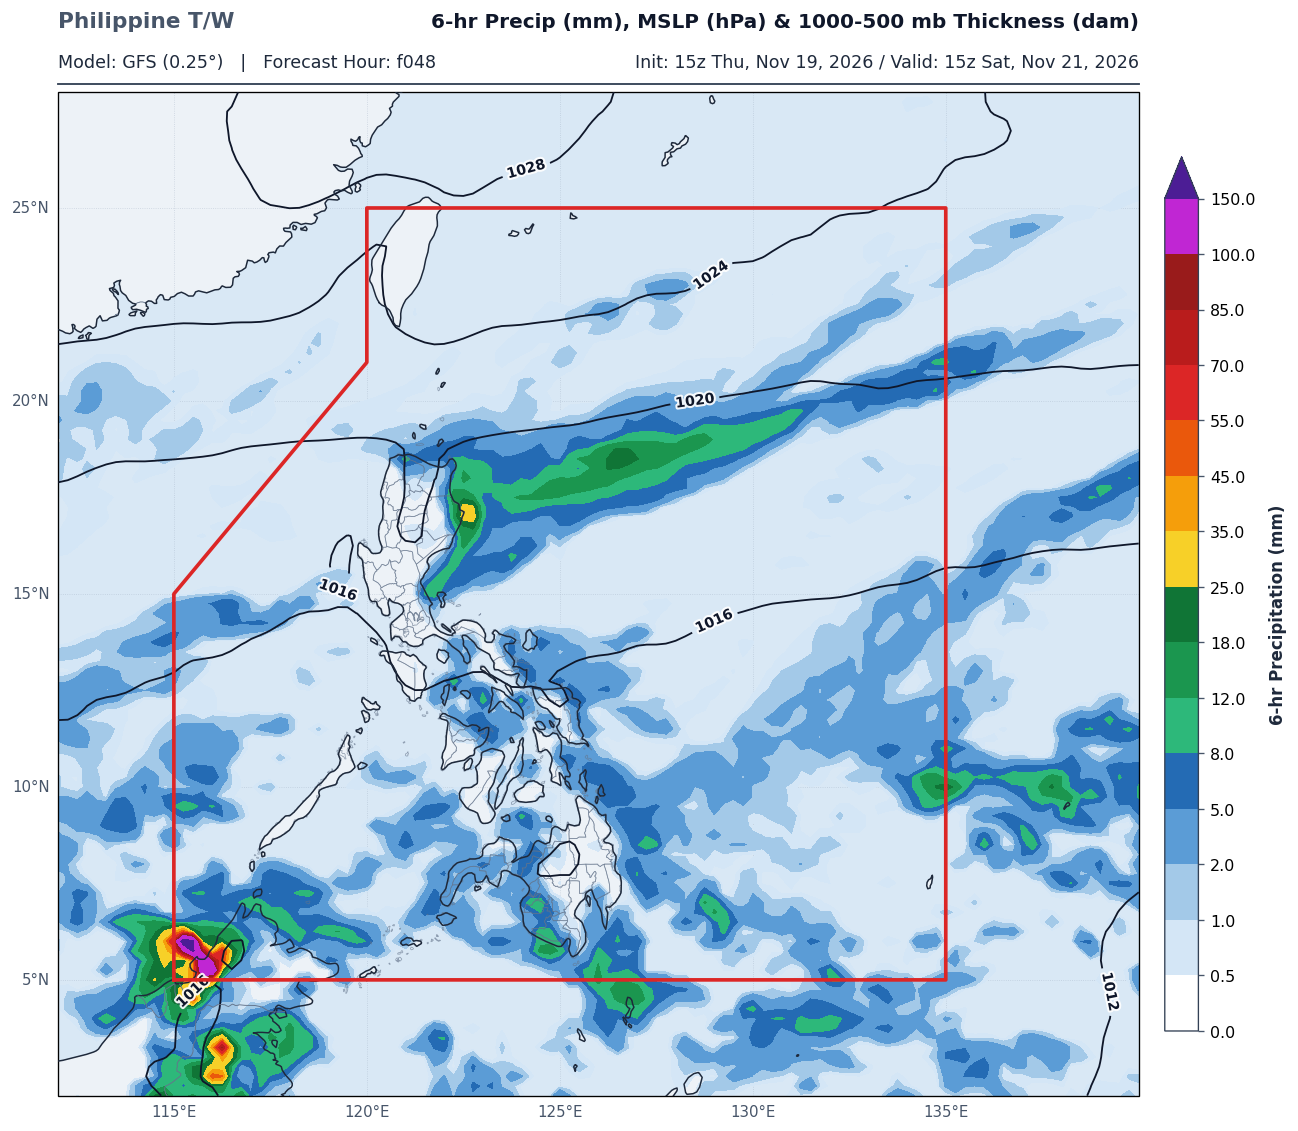 Philippine T/W
6-hr Precip (mm), MSLP (hPa) & 1000-500 mb Thickness (dam)
Model: GFS (0.25°)   |   Forecast Hour: f048
Init: 15z Thu, Nov 19, 2026 / Valid: 15z Sat, Nov 21, 2026
1028
1024
1020
1016
1016
1016
1012
25°N
20°N
15°N
10°N
5°N
115°E
120°E
125°E
130°E
135°E
150.0
100.0
85.0
70.0
55.0
45.0
35.0
25.0
18.0
12.0
8.0
5.0
2.0
1.0
0.5
0.0
6-hr Precipitation (mm)